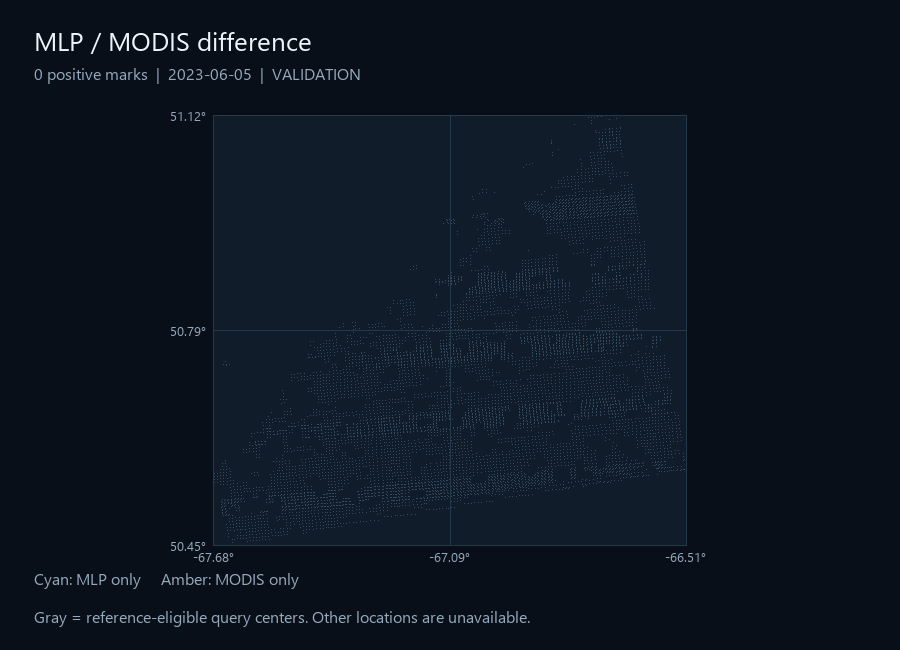 MLP / MODIS difference
0 positive marks | 2023-06-05 | VALIDATION
51.12°
50.79°
50.45°
-67.68° -67.09° -66.51°
Cyan: MLP only Amber: MODIS only
Gray = reference-eligible query centers. Other locations are unavailable.